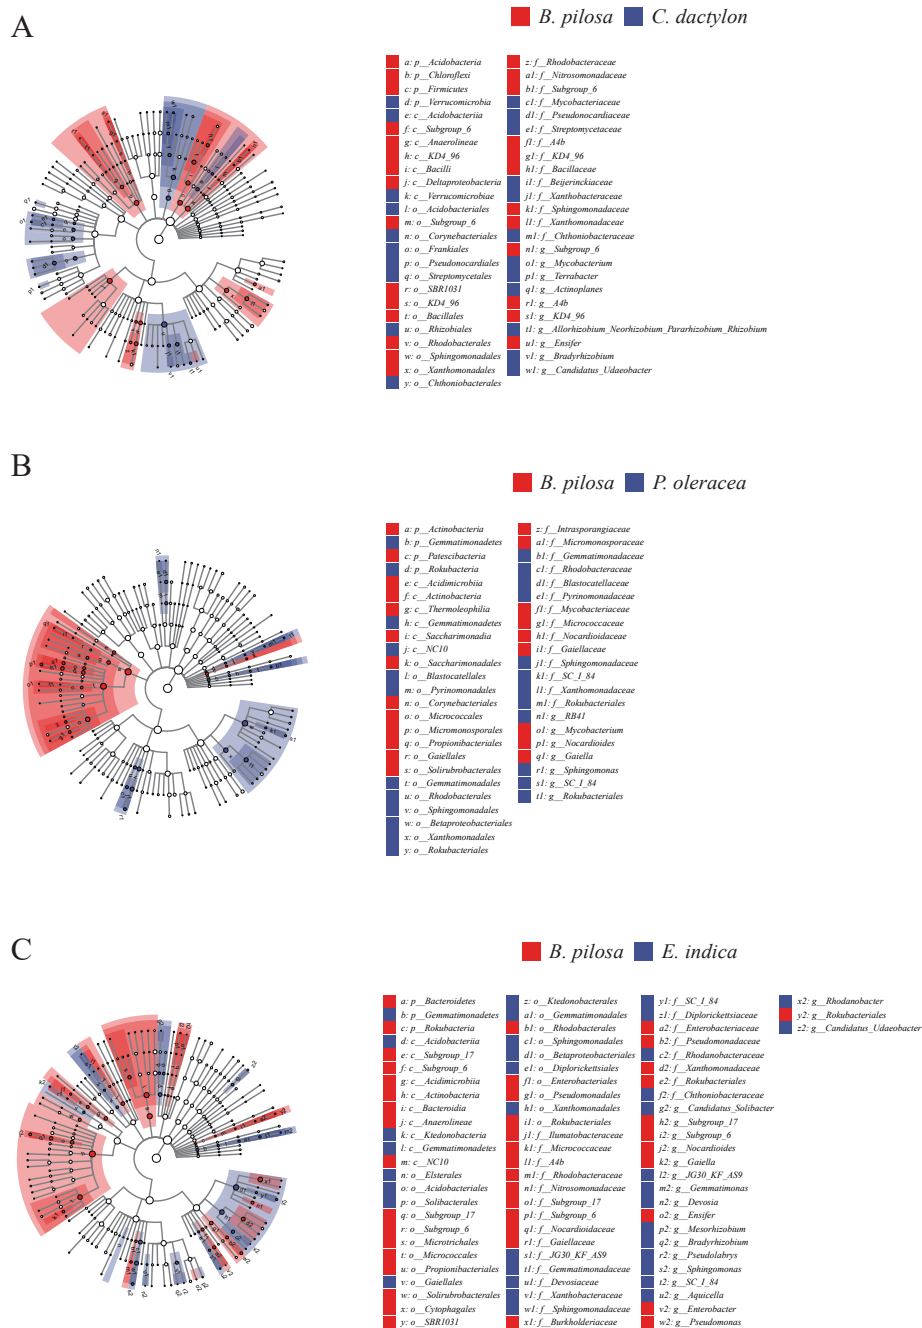 A
B. pilosa C. dactylon
a: p__Acidobacteria
b: p__Chloroflexi
c: p__Firmicutes
d: p__Verrucomicrobia
e: c__Acidobacteriia
f: c__Subgroup_6
g: c__Anaerolineae
h: c__KD4_96
i: c__Bacilli
j: c__Deltaproteobacteria
k: c__Verrucomicrobiae
l: o__Acidobacteriales
m: o__Subgroup_6
n: o__Corynebacteriales
o: o__Frankiales
p: o__Pseudonocardiales
q: o__Streptomycetales
r: o__SBR1031
s: o__KD4_96
t: o__Bacillales
u: o__Rhizobiales
v: o__Rhodobacterales
w: o__Sphingomonadales
x: o__Xanthomonadales
y: o__Chthoniobacterales
z: f__Rhodobacteraceae
a1: f__Nitrosomonadaceae
b1: f__Subgroup_6
c1: f__Mycobacteriaceae
d1: f__Pseudonocardiaceae
e1: f__Streptomycetaceae
f1: f__A4b
g1: f__KD4_96
h1: f__Bacillaceae
i1: f__Beijerinckiaceae
j1: f__Xanthobacteraceae
k1: f__Sphingomonadaceae
l1: f__Xanthomonadaceae
m1: f__Chthoniobacteraceae
n1: g__Subgroup_6
o1: g__Mycobacterium
p1: g__Terrabacter
q1: g__Actinoplanes
r1: g__A4b
s1: g__KD4_96
t1: g__Allorhizobium_Neorhizobium_Pararhizobium_Rhizobium
u1: g__Ensifer
v1: g__Bradyrhizobium
w1: g__Candidatus_Udaeobacter
B
B. pilosa P. oleracea
a: p__Actinobacteria
b: p__Gemmatimonadetes
c: p__Patescibacteria
d: p__Rokubacteria
e: c__Acidimicrobiia
f: c__Actinobacteria
g: c__Thermoleophilia
h: c__Gemmatimonadetes
i: c__Saccharimonadia
j: c__NC10
k: o__Saccharimonadales
l: o__Blastocatellales
m: o__Pyrinomonadales
n: o__Corynebacteriales
o: o__Micrococcales
p: o__Micromonosporales
q: o__Propionibacteriales
r: o__Gaiellales
s: o__Solirubrobacterales
t: o__Gemmatimonadales
u: o__Rhodobacterales
v: o__Sphingomonadales
w: o__Betaproteobacteriales
x: o__Xanthomonadales
y: o__Rokubacteriales
z: f__Intrasporangiaceae
a1: f__Micromonosporaceae
b1: f__Gemmatimonadaceae
c1: f__Rhodobacteraceae
d1: f__Blastocatellaceae
e1: f__Pyrinomonadaceae
f1: f__Mycobacteriaceae
g1: f__Micrococcaceae
h1: f__Nocardioidaceae
i1: f__Gaiellaceae
j1: f__Sphingomonadaceae
k1: f__SC_I_84
l1: f__Xanthomonadaceae
m1: f__Rokubacteriales
n1: g__RB41
o1: g__Mycobacterium
p1: g__Nocardioides
q1: g__Gaiella
r1: g__Sphingomonas
s1: g__SC_I_84
t1: g__Rokubacteriales
C
B. pilosa E. indica
a: p__Bacteroidetes
b: p__Gemmatimonadetes
c: p__Rokubacteria
d: c__Acidobacteriia
e: c__Subgroup_17
f: c__Subgroup_6
g: c__Acidimicrobiia
h: c__Actinobacteria
i: c__Bacteroidia
j: c__Anaerolineae
k: c__Ktedonobacteria
l: c__Gemmatimonadetes
m: c__NC10
n: o__Elsterales
o: o__Acidobacteriales
p: o__Solibacterales
q: o__Subgroup_17
r: o__Subgroup_6
s: o__Microtrichales
t: o__Micrococcales
u: o__Propionibacteriales
v: o__Gaiellales
w: o__Solirubrobacterales
x: o__Cytophagales
y: o__SBR1031
z: o__Ktedonobacterales
a1: o__Gemmatimonadales
b1: o__Rhodobacterales
c1: o__Sphingomonadales
d1: o__Betaproteobacteriales
e1: o__Diplorickettsiales
f1: o__Enterobacteriales
g1: o__Pseudomonadales
h1: o__Xanthomonadales
i1: o__Rokubacteriales
j1: f__Ilumatobacteraceae
k1: f__Micrococcaceae
l1: f__A4b
m1: f__Rhodobacteraceae
n1: f__Nitrosomonadaceae
o1: f__Subgroup_17
p1: f__Subgroup_6
q1: f__Nocardioidaceae
r1: f__Gaiellaceae
s1: f__JG30_KF_AS9
t1: f__Gemmatimonadaceae
u1: f__Devosiaceae
v1: f__Xanthobacteraceae
w1: f__Sphingomonadaceae
x1: f__Burkholderiaceae
y1: f__SC_I_84
z1: f__Diplorickettsiaceae
a2: f__Enterobacteriaceae
b2: f__Pseudomonadaceae
c2: f__Rhodanobacteraceae
d2: f__Xanthomonadaceae
e2: f__Rokubacteriales
f2: f__Chthoniobacteraceae
g2: g__Candidatus_Solibacter
h2: g__Subgroup_17
i2: g__Subgroup_6
j2: g__Nocardioides
k2: g__Gaiella
l2: g__JG30_KF_AS9
m2: g__Gemmatimonas
n2: g__Devosia
o2: g__Ensifer
p2: g__Mesorhizobium
q2: g__Bradyrhizobium
r2: g__Pseudolabrys
s2: g__Sphingomonas
t2: g__SC_I_84
u2: g__Aquicella
v2: g__Enterobacter
w2: g__Pseudomonas
x2: g__Rhodanobacter
y2: g__Rokubacteriales
z2: g__Candidatus_Udaeobacter